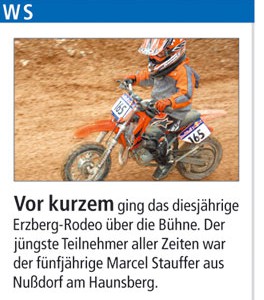 WS
165
165
Vor kurzem ging das diesjährige
Erzberg-Rodeo über die Bühne. Der
jüngste Teilnehmer aller Zeiten war
der fünfjährige Marcel Stauffer aus
Nußdorf am Haunsberg.